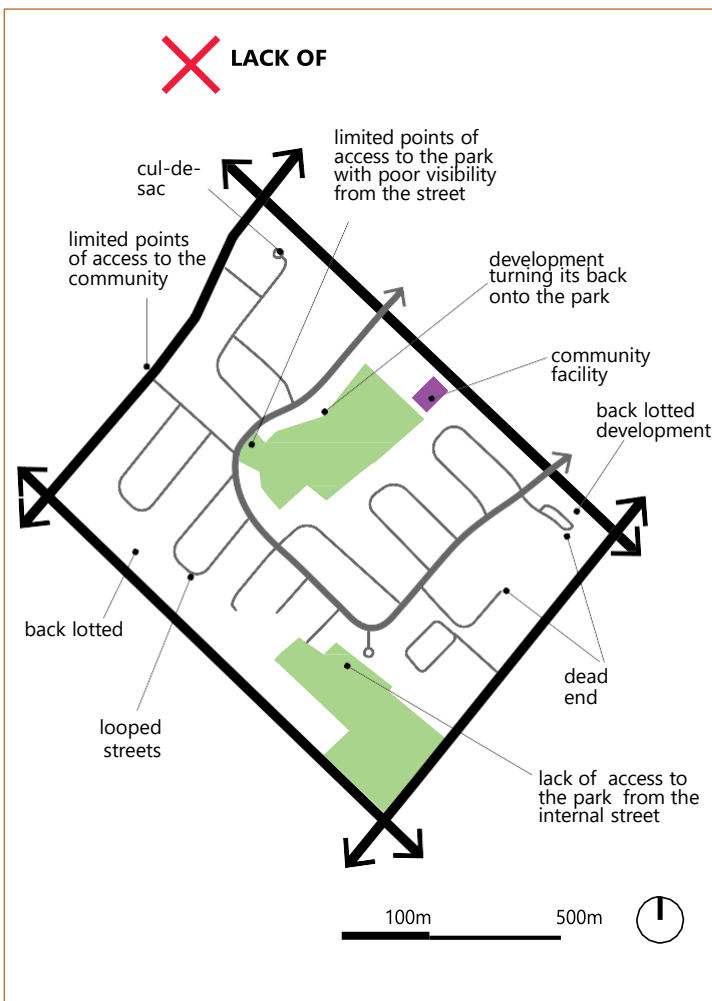 LACK OF
limited points of
access to the park
with poor visibility
from the street
cul-de-
sac
limited points
of access to the
community
development
turning its back
onto the park
community
facility
back lotted
development
back lotted
looped
streets
dead
end
lack of access to
the park from the
internal street
100m
500m